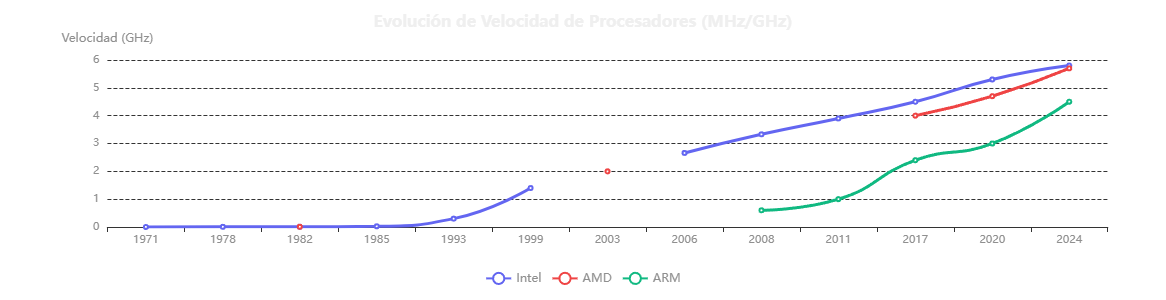 Evolución de Velocidad de Procesadores (MHz/GHz)
Velocidad (GHz)
6
5
4
3
2
1
0
1971 1978 1982 1985 1993 1999 2003 2006 2008 2011 2017 2020 2024
Intel AMD ARM